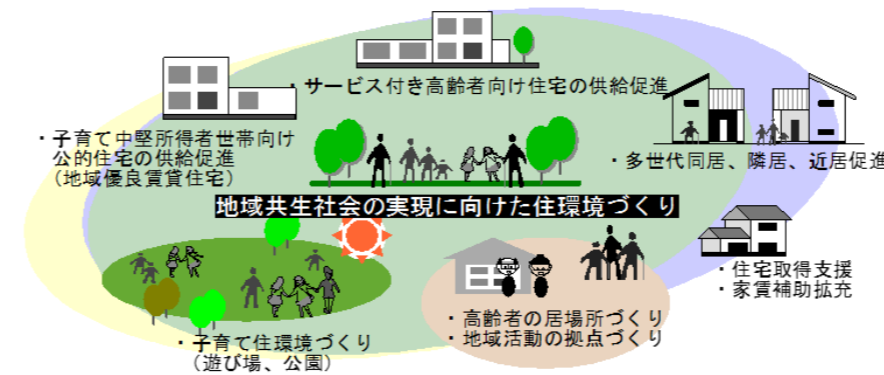 ・サービス付き高齢者向け住宅の供給促進
・子育て中堅所得者世帯向け
公的住宅の供給促進
（地域優良賃貸住宅）
・多世代同居、隣居、近居促進
地域共生社会の実現に向けた住環境づくり
・住宅取得支援
・家賃補助拡充
・高齢者の居場所づくり
・地域活動の拠点づくり
・子育て住環境づくり
（遊び場、公園）